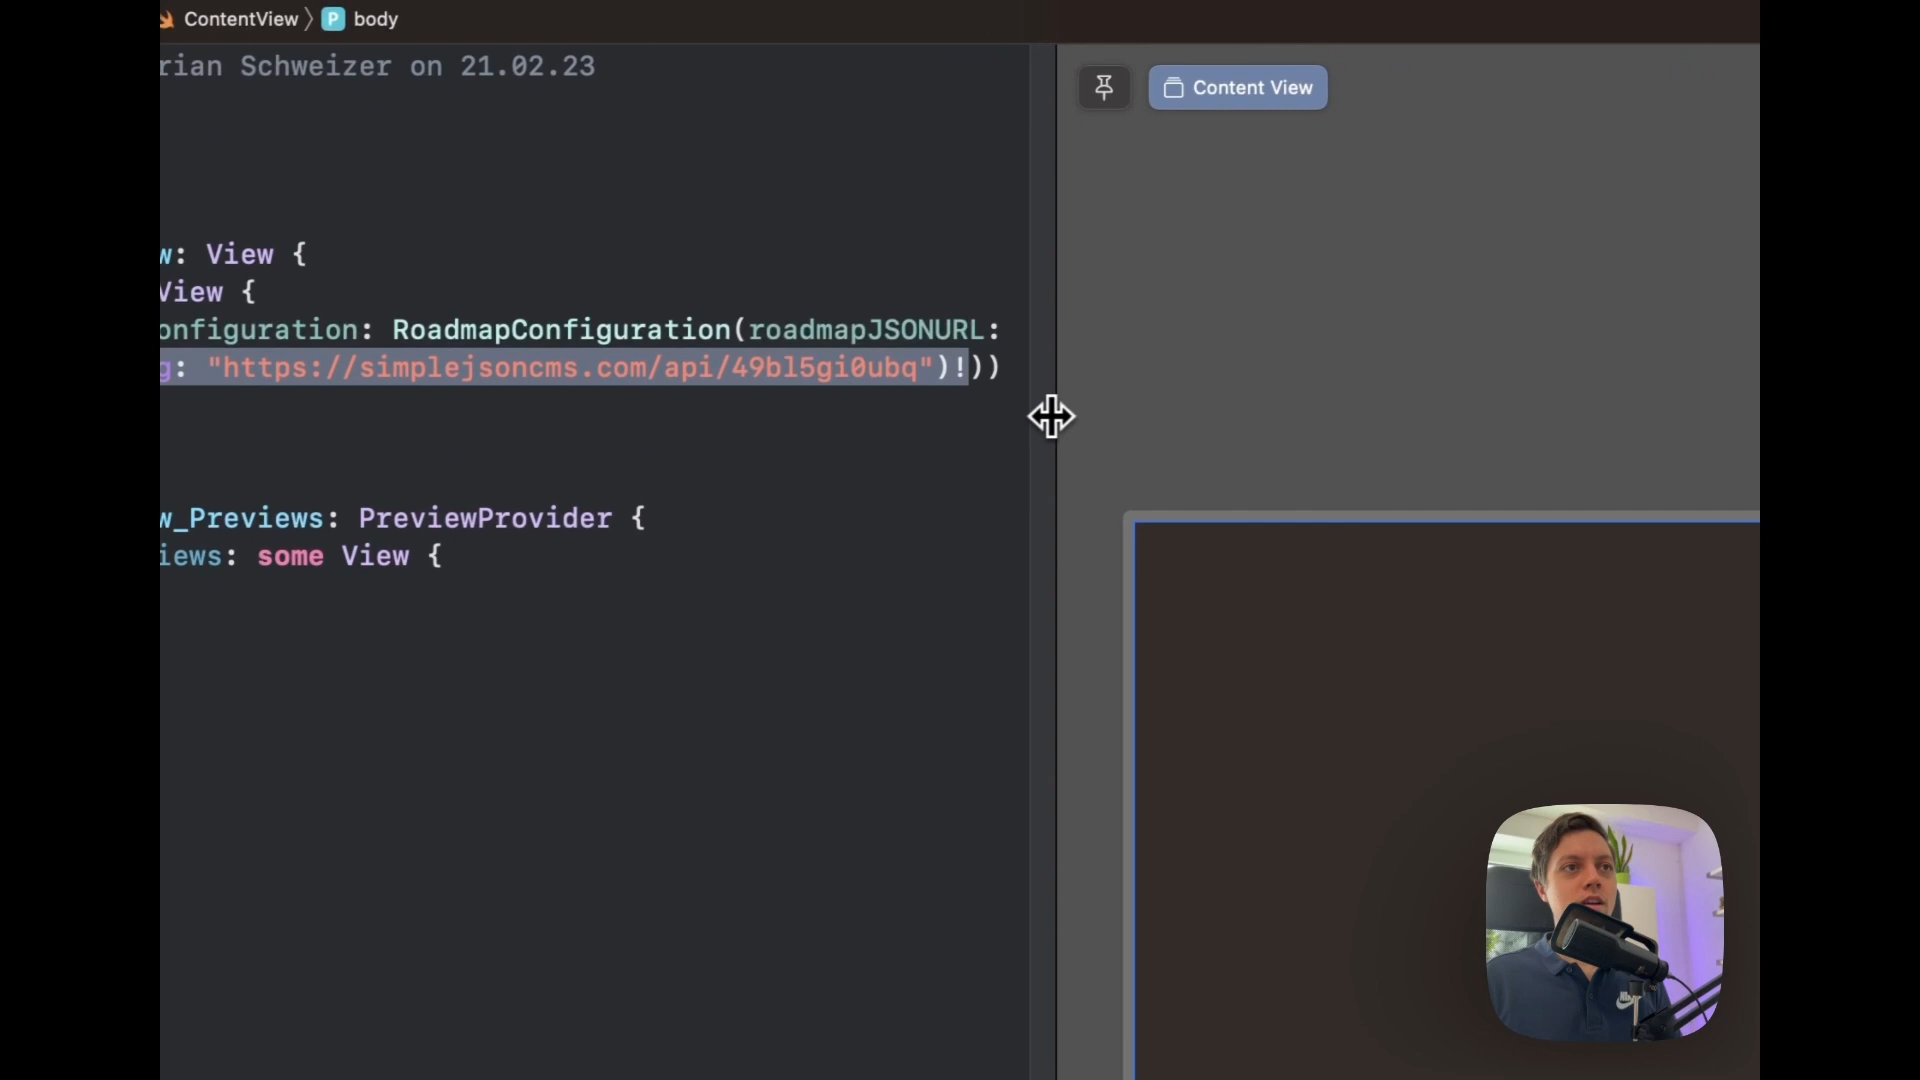 ContentView P body
rian Schweizer on 21.02.23
Content View
w: View {
View {
onfiguration: RoadmapConfiguration(roadmapJSONURL:
g: "https://simplejsoncms.com/api/49bl5gi0ubq")!))
w_Previews: PreviewProvider {
iews: some View {